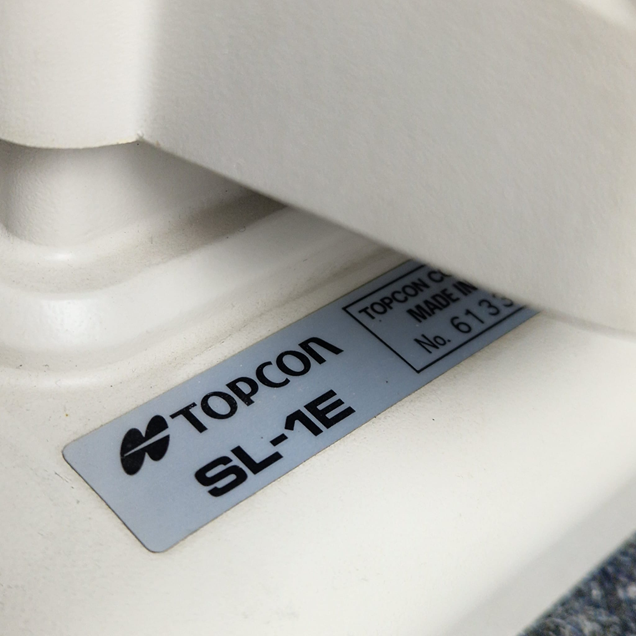 TOPCON
SL-1E
TOPCON
MADE IN
No. 6133